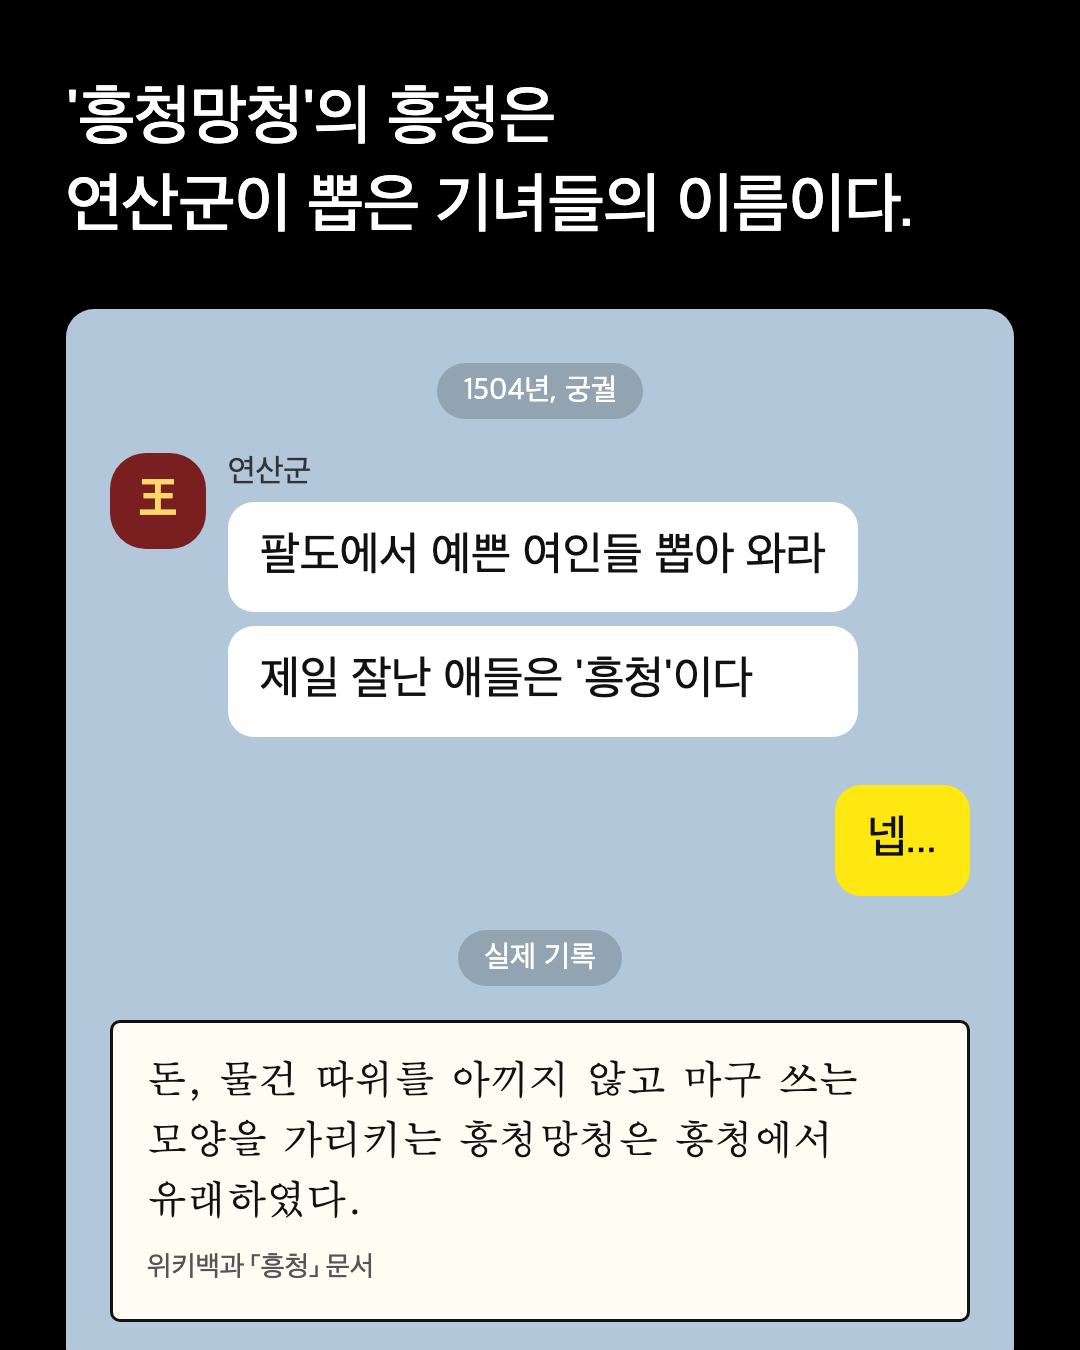 '흥청망청'의 흥청은
연산군이 뽑은 기녀들의 이름이다.
1504년, 궁궐
王
연산군
팔도에서 예쁜 여인들 뽑아 와라
제일 잘난 애들은 '흥청'이다
넵...
실제 기록
돈, 물건 따위를 아끼지 않고 마구 쓰는
모양을 가리키는 흥청망청은 흥청에서
유래하였다.
위키백과 「흥청」 문서